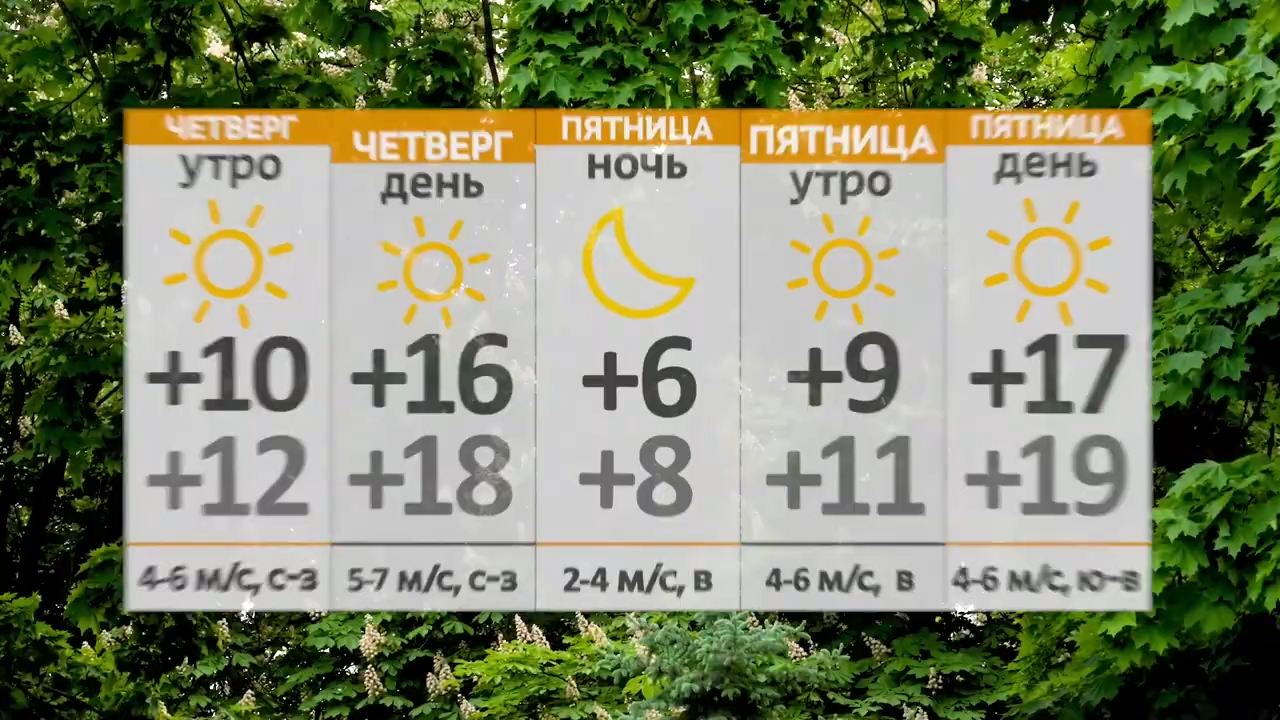 ЧЕТВЕРГ
утро
+10
+12
4-6 м/с, с-з
ЧЕТВЕРГ
день
+16
+18
5-7 м/с, с-з
ПЯТНИЦА
ночь
+6
+8
2-4 м/с, в
ПЯТНИЦА
утро
+9
+11
4-6 м/с, в
ПЯТНИЦА
день
+17
+19
4-6 м/с, ю-в